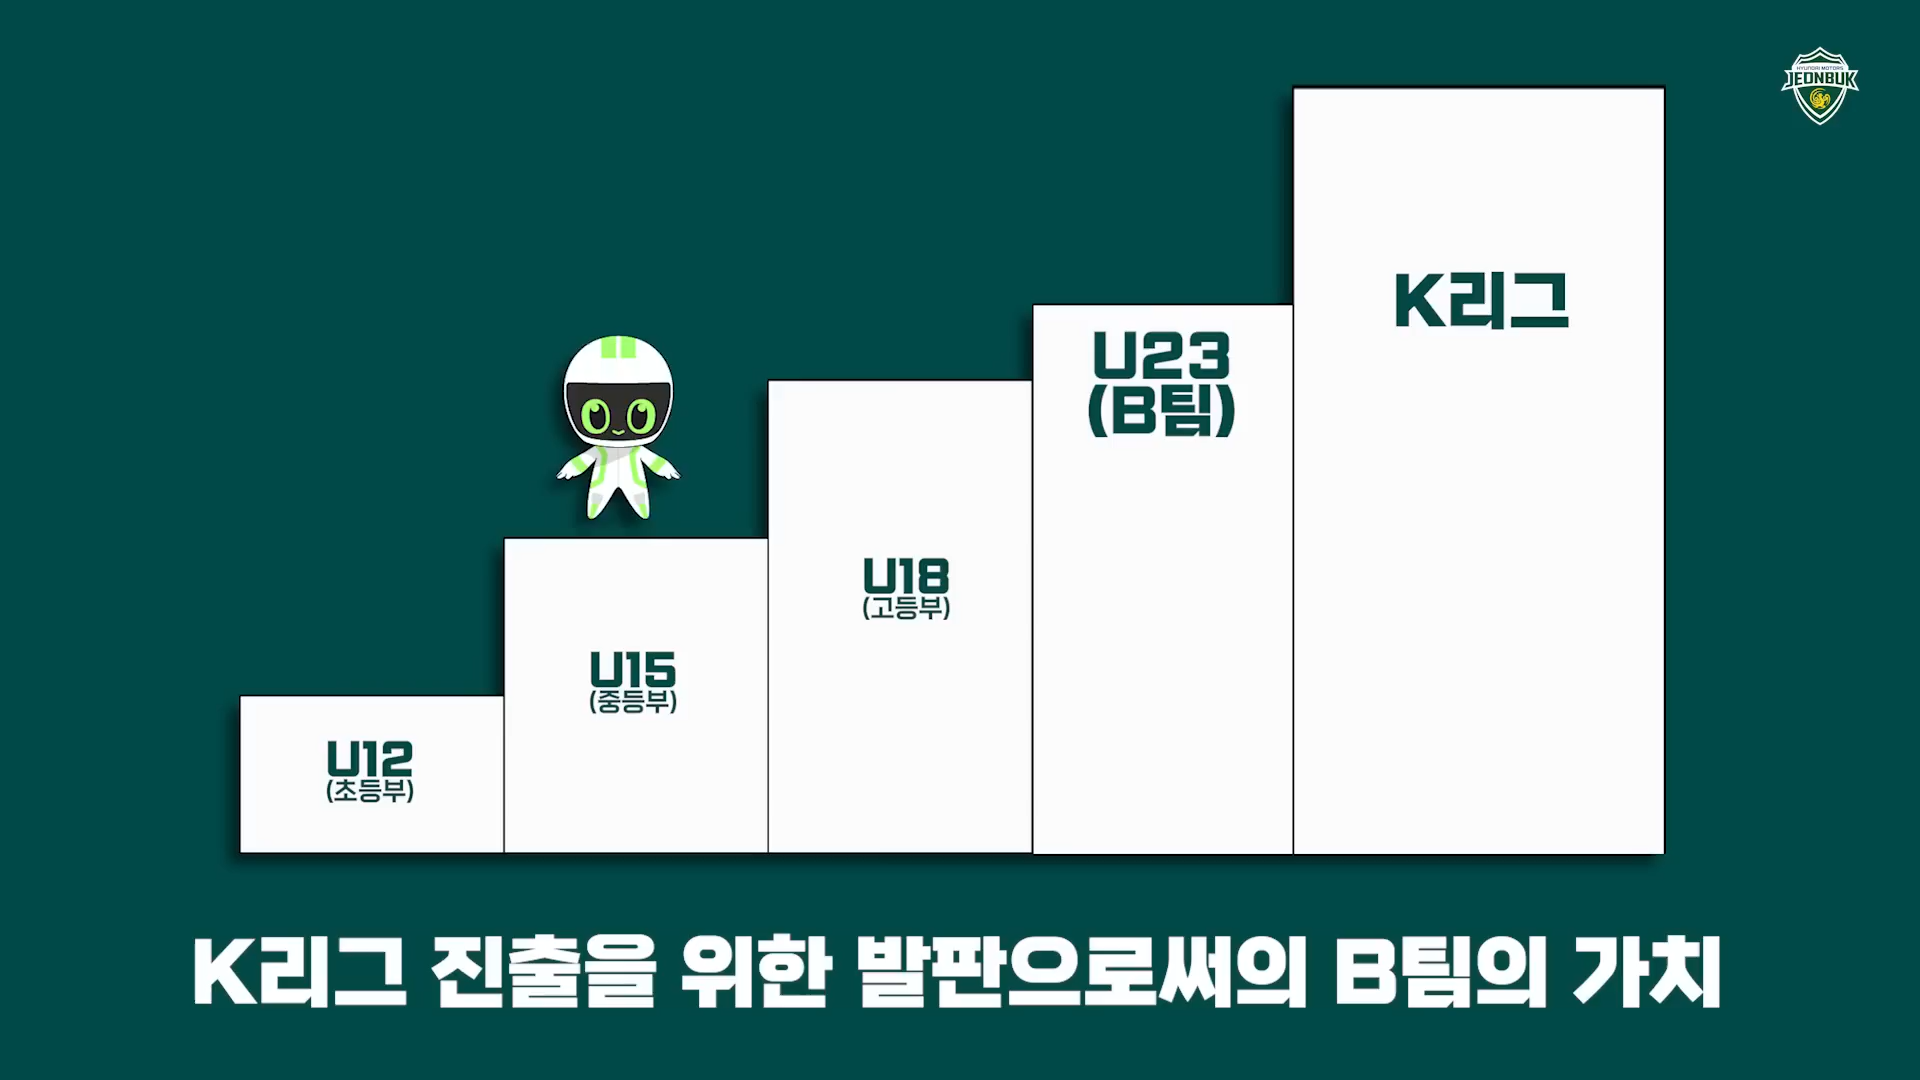 HYUNDAI MOTORS
JEONBUK
K리그
U23
(B팀)
U18
(고등부)
U15
(중등부)
U12
(초등부)
K리그 진출을 위한 발판으로써의 B팀의 가치